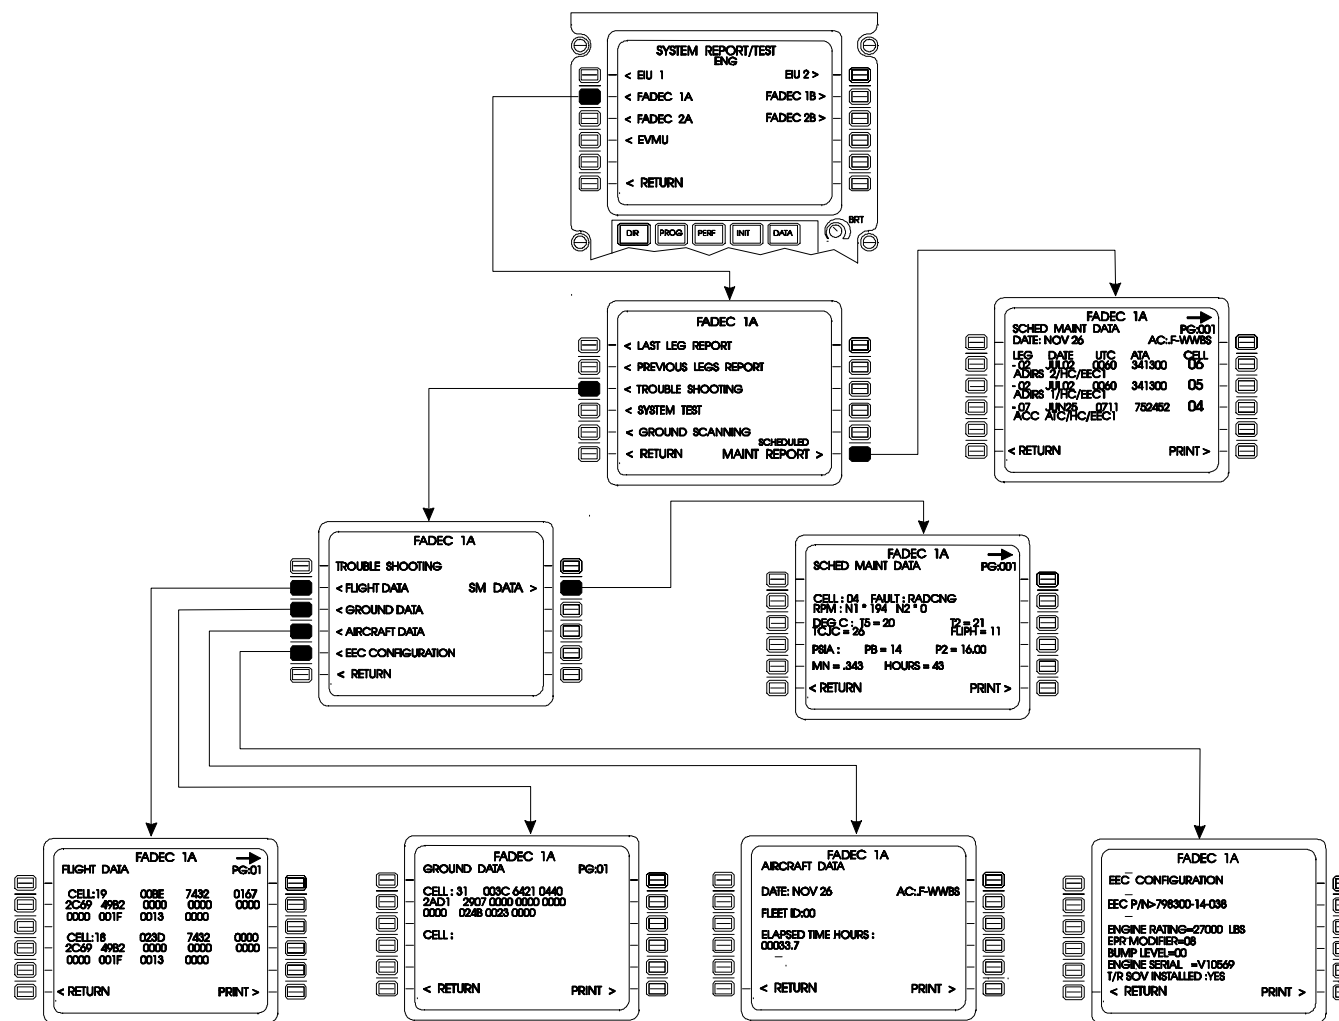 SYSTEM REPORT/TEST
ENG
< EIU 1 EIU 2 >
< FADEC 1A FADEC 1B >
< FADEC 2A FADEC 2B >
< EVMU
< RETURN
DIR PROG PERF INIT DATA BRT
FADEC 1A
< LAST LEG REPORT
< PREVIOUS LEGS REPORT
< TROUBLE SHOOTING
< SYSTEM TEST
< GROUND SCANNING
SCHEDULED
< RETURN MAINT REPORT >
FADEC 1A
SCHED MAINT DATA PG:001
DATE: NOV 26 AC:.F-WWBS
LEG DATE UTC ATA CELL
- 02 JUL02 0060 341300 06
ADIRS 2/HC/EEC1
- 02 JUL02 0060 341300 05
ADIRS 1/HC/EEC1
- 07 JUN25 0711 752452 04
ACC ATC/HC/EEC1
< RETURN PRINT >
FADEC 1A
TROUBLE SHOOTING
< FLIGHT DATA SM DATA >
< GROUND DATA
< AIRCRAFT DATA
< EEC CONFIGURATION
< RETURN
FADEC 1A
SCHED MAINT DATA PG:001
CELL : 04 FAULT : RADCNG
RPM : N1 * 194 N2 * 0
DEG C : T5 = 20 T2 = 21
TCJC = 26 FLIPH = 11
PSIA : PB = 14 P2 = 16.00
MN = .343 HOURS = 43
< RETURN PRINT >
FADEC 1A
FLIGHT DATA PG:01
CELL:19 00BE 7432 0167
2C69 49B2 0000 0000 0000
0000 001F 0013 0000
CELL:18 023D 7432 0000
2C69 49B2 0000 0000 0000
0000 001F 0013 0000
< RETURN PRINT >
FADEC 1A
GROUND DATA PG:01
CELL : 31 003C 6421 0440
2AD1 2907 0000 0000 0000
0000 024B 0023 0000
CELL :
< RETURN PRINT >
FADEC 1A
AIRCRAFT DATA
DATE: NOV 26 AC:.F-WWBS
FLEET ID:00
ELAPSED TIME HOURS :
00033.7
< RETURN PRINT >
FADEC 1A
EEC CONFIGURATION
EEC P/N>798300-14-038
ENGINE RATING=27000 LBS
EPR MODIFIER=08
BUMP LEVEL=00
ENGINE SERIAL =V10569
T/R SOV INSTALLED :YES
< RETURN PRINT >